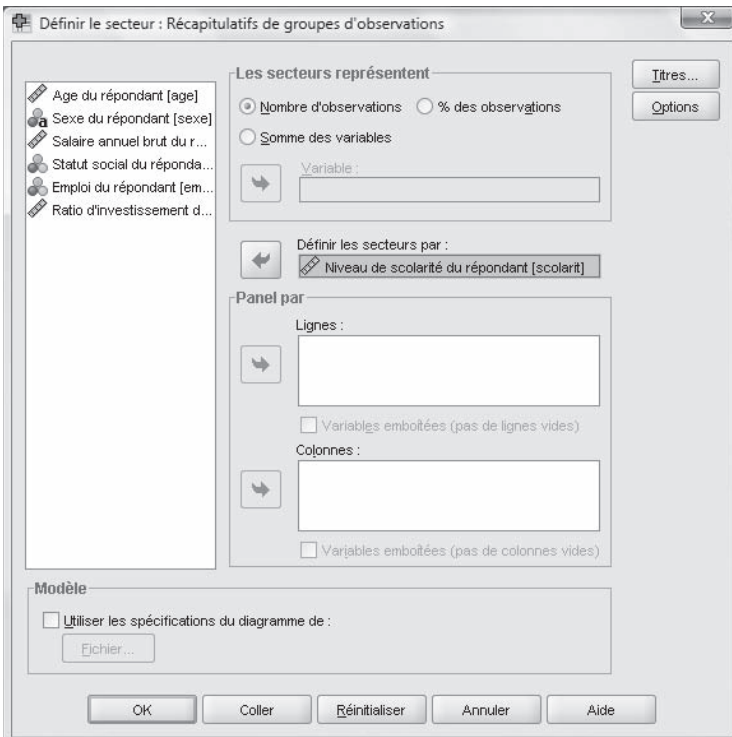 Définir le secteur : Récapitulatifs de groupes d'observations
Age du répondant [age]
Sexe du répondant [sexe]
Salaire annuel brut du r...
Statut social du réponda...
Emploi du répondant [em...
Ratio d'investissement d...
Les secteurs représentent
Nombre d'observations
% des observations
Somme des variables
Variable :
Définir les secteurs par :
Niveau de scolarité du répondant [scolarit]
Panel par
Lignes :
Variables emboîtées (pas de lignes vides)
Colonnes :
Variables emboîtées (pas de colonnes vides)
Titres...
Options
Modèle
Utiliser les spécifications du diagramme de :
Fichier...
OK
Coller
Réinitialiser
Annuler
Aide